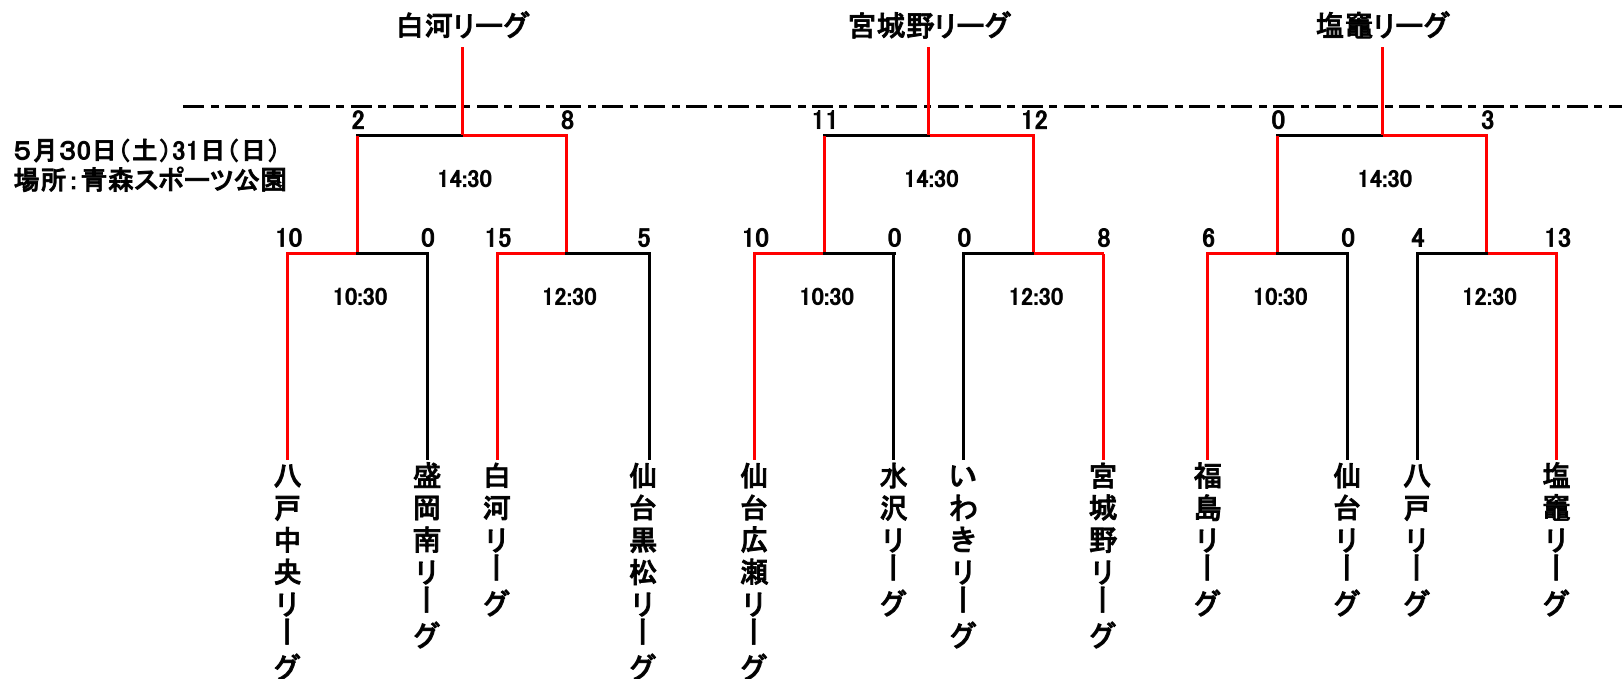 白河リーグ
宮城野リーグ
塩竈リーグ
2
8
11
12
0
3
5月30日(土)31日(日)
場所:青森スポーツ公園
14:30
14:30
14:30
10
0
15
5
10
0
0
8
6
0
4
13
10:30
12:30
10:30
12:30
10:30
12:30
八戸中央リーグ
盛岡南リーグ
白河リーグ
仙台黒松リーグ
仙台広瀬リーグ
水沢リーグ
いわきリーグ
宮城野リーグ
福島リーグ
仙台リーグ
八戸リーグ
塩竈リーグ